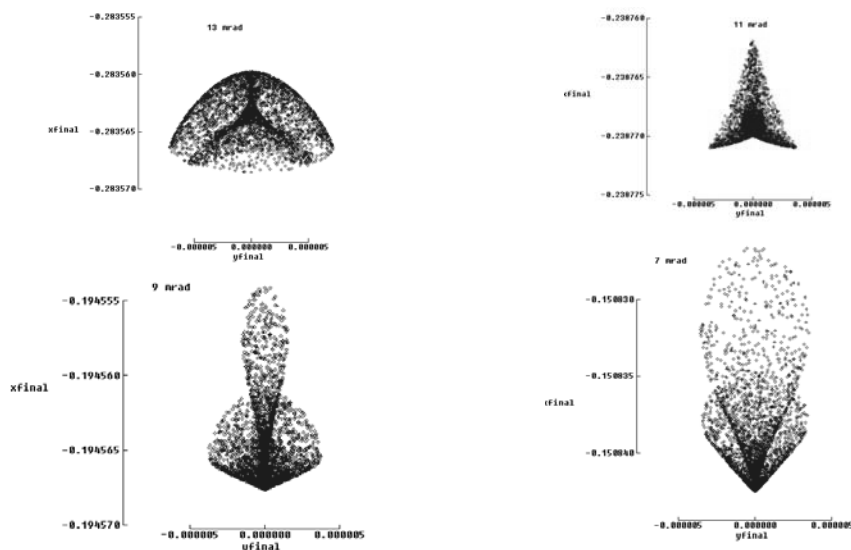 13 mrad
-0.283555
-0.283560
xfinal
-0.283565
-0.283570
-0.000005 0.000000 0.000005
yfinal
11 mrad
-0.230760
-0.230765
xfinal
-0.230770
-0.230775
-0.000005 0.000000 0.000005
yfinal
9 mrad
-0.194555
-0.194560
xfinal
-0.194565
-0.194570
-0.000005 0.000000 0.000005
yfinal
7 mrad
-0.150830
-0.150835
xfinal
-0.150840
-0.000005 0.000000 0.000005
yfinal